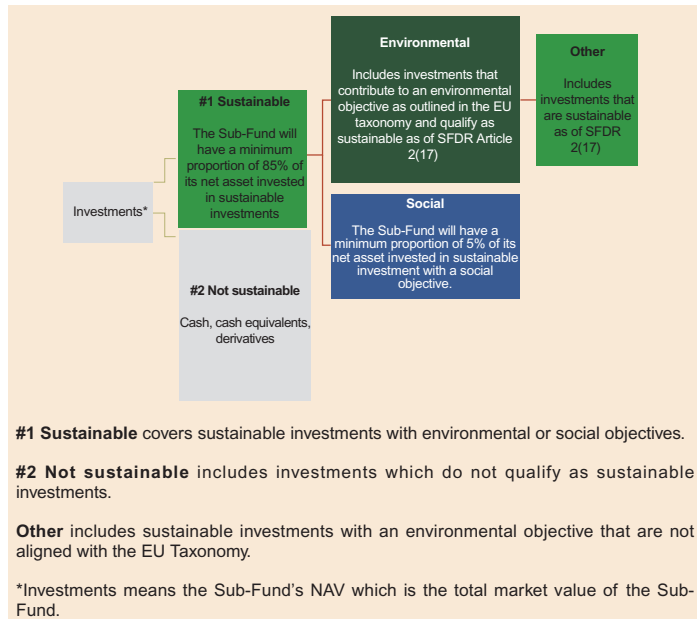 Environmental
Includes investments that
contribute to an environmental
objective as outlined in the EU
taxonomy and qualify as
sustainable as of SFDR Article
2(17)
Other
Includes
investments that
are sustainable
as of SFDR
2(17)
#1 Sustainable
The Sub-Fund will
have a minimum
proportion of 85% of
its net asset invested
in sustainable
investments
Investments*
Social
The Sub-Fund will have a
minimum proportion of 5% of its
net asset invested in sustainable
investment with a social
objective.
#2 Not sustainable
Cash, cash equivalents,
derivatives
#1 Sustainable covers sustainable investments with environmental or social objectives.
#2 Not sustainable includes investments which do not qualify as sustainable
investments.
Other includes sustainable investments with an environmental objective that are not
aligned with the EU Taxonomy.
*Investments means the Sub-Fund's NAV which is the total market value of the Sub-
Fund.